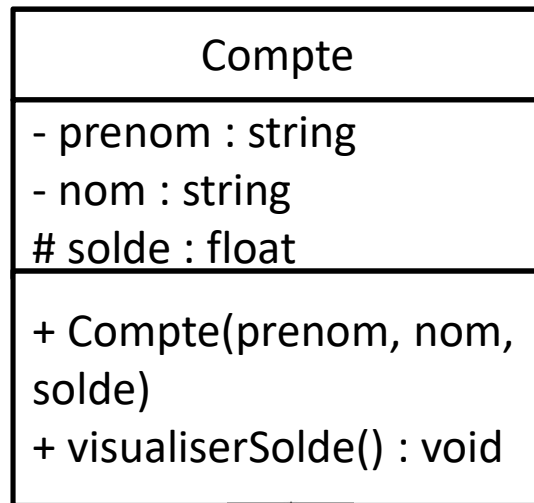 Compte
- prenom : string
- nom : string
# solde : float
+ Compte(prenom, nom,
solde)
+ visualiserSolde() : void